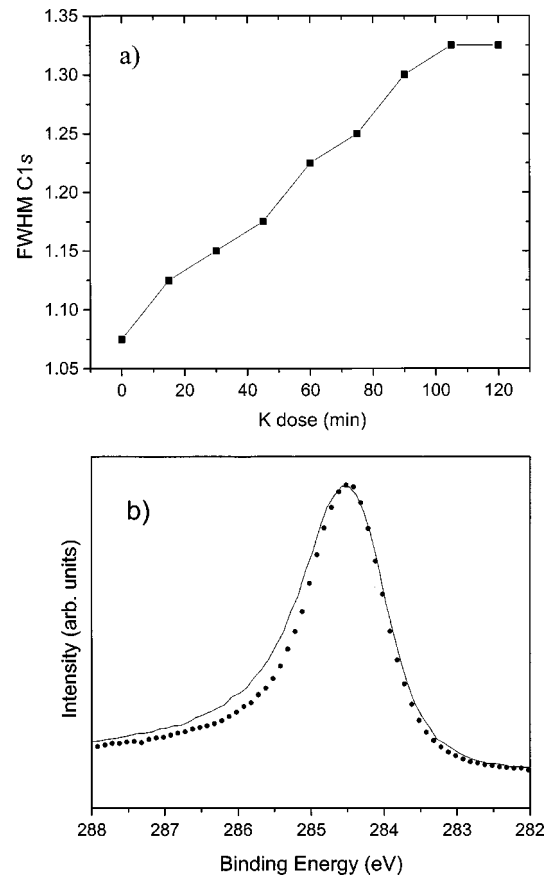 a)
1.35
1.30
1.25
1.20
1.15
1.10
1.05
FWHM C1s
0 20 40 60 80 100 120
K dose (min)
b)
Intensity (arb. units)
288 287 286 285 284 283 282
Binding Energy (eV)